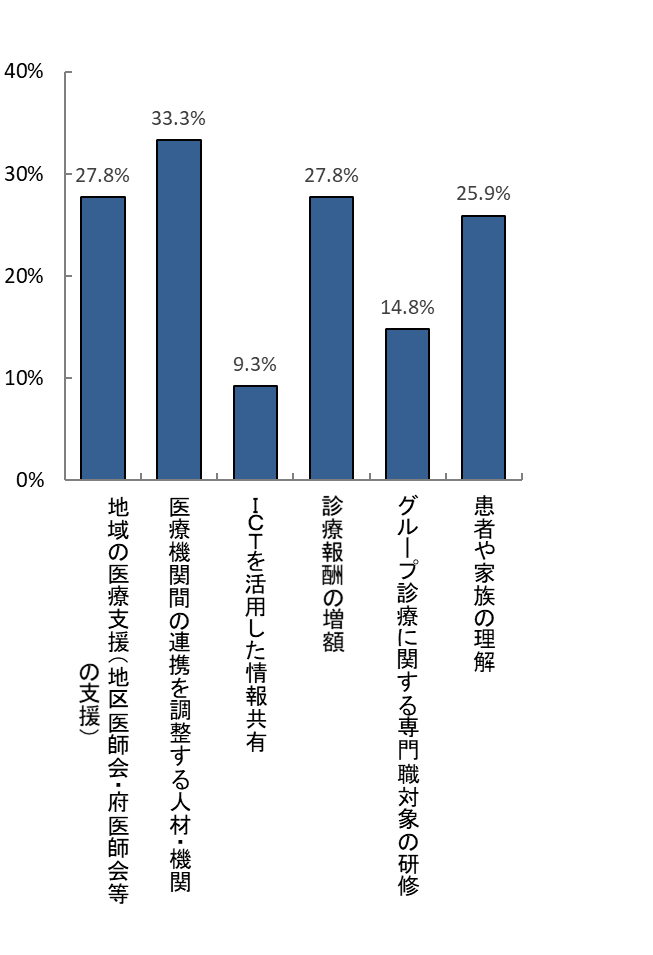 40%
30%
20%
10%
0%
27.8%
33.3%
9.3%
27.8%
14.8%
25.9%
地域の医療支援（地区医師会・府医師会等
の支援）
医療機関間の連携を調整する人材・機関
ＩＣＴを活用した情報共有
診療報酬の増額
グループ診療に関する専門職対象の研修
患者や家族の理解